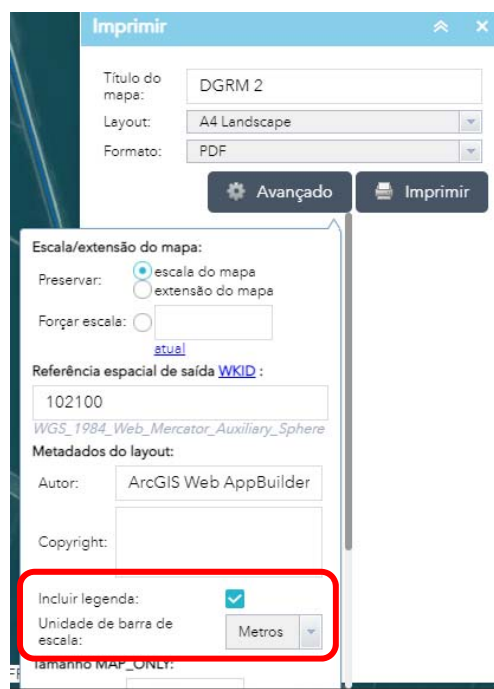 Imprimir
Título do
mapa:
DGRM 2
Layout:
A4 Landscape
Formato:
PDF
Avançado
Imprimir
Escala/extensão do mapa:
Preservar:
escala do mapa
extensão do mapa
Forçar escala:
atual
Referência espacial de saída WKID :
102100
WGS_1984_Web_Mercator_Auxiliary_Sphere
Metadados do layout:
Autor:
ArcGIS Web AppBuilder
Copyright:
Incluir legenda:
Unidade de barra de
escala:
Metros
Tamanho MAP_ONLY: